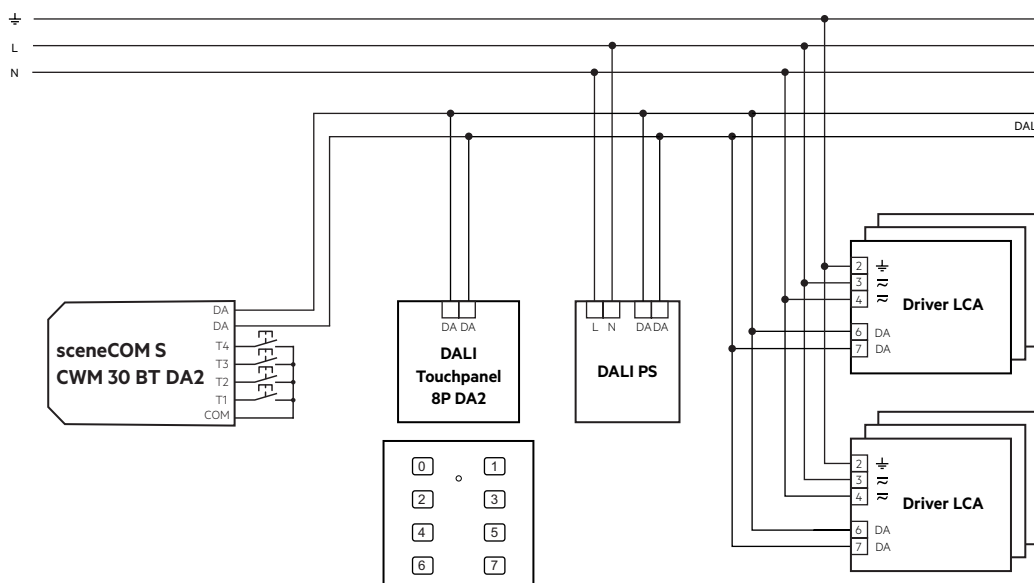 L
N
DAL
DA
DA
T4
T3
T2
T1
COM
sceneCOM S
CWM 30 BT DA2
DA DA
DALI
Touchpanel
8P DA2
L N DA DA
DALI PS
2
3
4
6 DA
7 DA
Driver LCA
0 1
2 3
4 5
6 7
2
3
4
6 DA
7 DA
Driver LCA